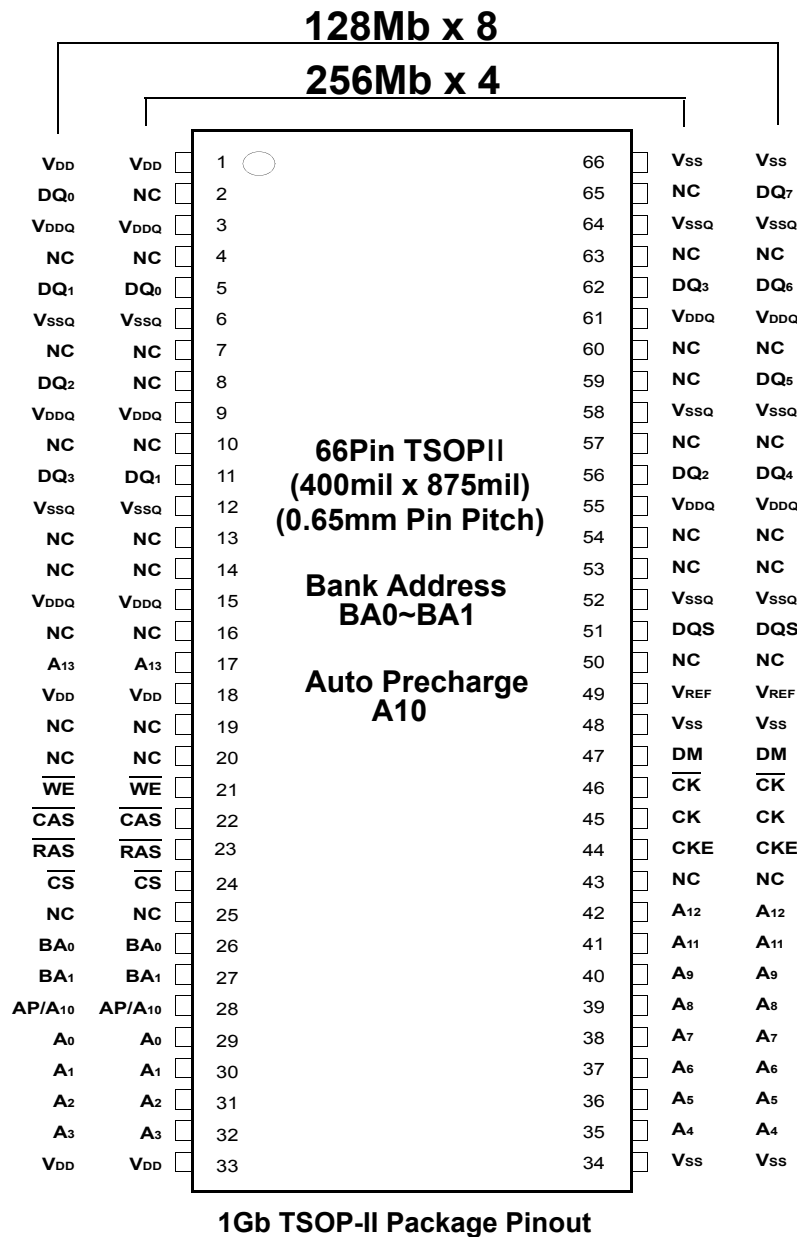 128Mb x 8
256Mb x 4
VDD VDD 1 66 VSS VSS
DQ0 NC 2 65 NC DQ7
VDDQ VDDQ 3 64 VSSQ VSSQ
NC NC 4 63 NC NC
DQ1 DQ0 5 62 DQ3 DQ6
VSSQ VSSQ 6 61 VDDQ VDDQ
NC NC 7 60 NC NC
DQ2 NC 8 59 NC DQ5
VDDQ VDDQ 9 58 VSSQ VSSQ
NC NC 10 66Pin TSOPII 57 NC NC
DQ3 DQ1 11 (400mil x 875mil) 56 DQ2 DQ4
VSSQ VSSQ 12 (0.65mm Pin Pitch) 55 VDDQ VDDQ
NC NC 13 54 NC NC
NC NC 14 Bank Address 53 NC NC
VDDQ VDDQ 15 BA0~BA1 52 VSSQ VSSQ
NC NC 16 51 DQS DQS
A13 A13 17 Auto Precharge 50 NC NC
VDD VDD 18 A10 49 VREF VREF
NC NC 19 48 VSS VSS
NC NC 20 47 DM DM
W̅E̅ W̅E̅ 21 46 C̅K̅ C̅K̅
C̅A̅S̅ C̅A̅S̅ 22 45 CK CK
R̅A̅S̅ R̅A̅S̅ 23 44 CKE CKE
C̅S̅ C̅S̅ 24 43 NC NC
NC NC 25 42 A12 A12
BA0 BA0 26 41 A11 A11
BA1 BA1 27 40 A9 A9
AP/A10 AP/A10 28 39 A8 A8
A0 A0 29 38 A7 A7
A1 A1 30 37 A6 A6
A2 A2 31 36 A5 A5
A3 A3 32 35 A4 A4
VDD VDD 33 34 VSS VSS
1Gb TSOP-II Package Pinout